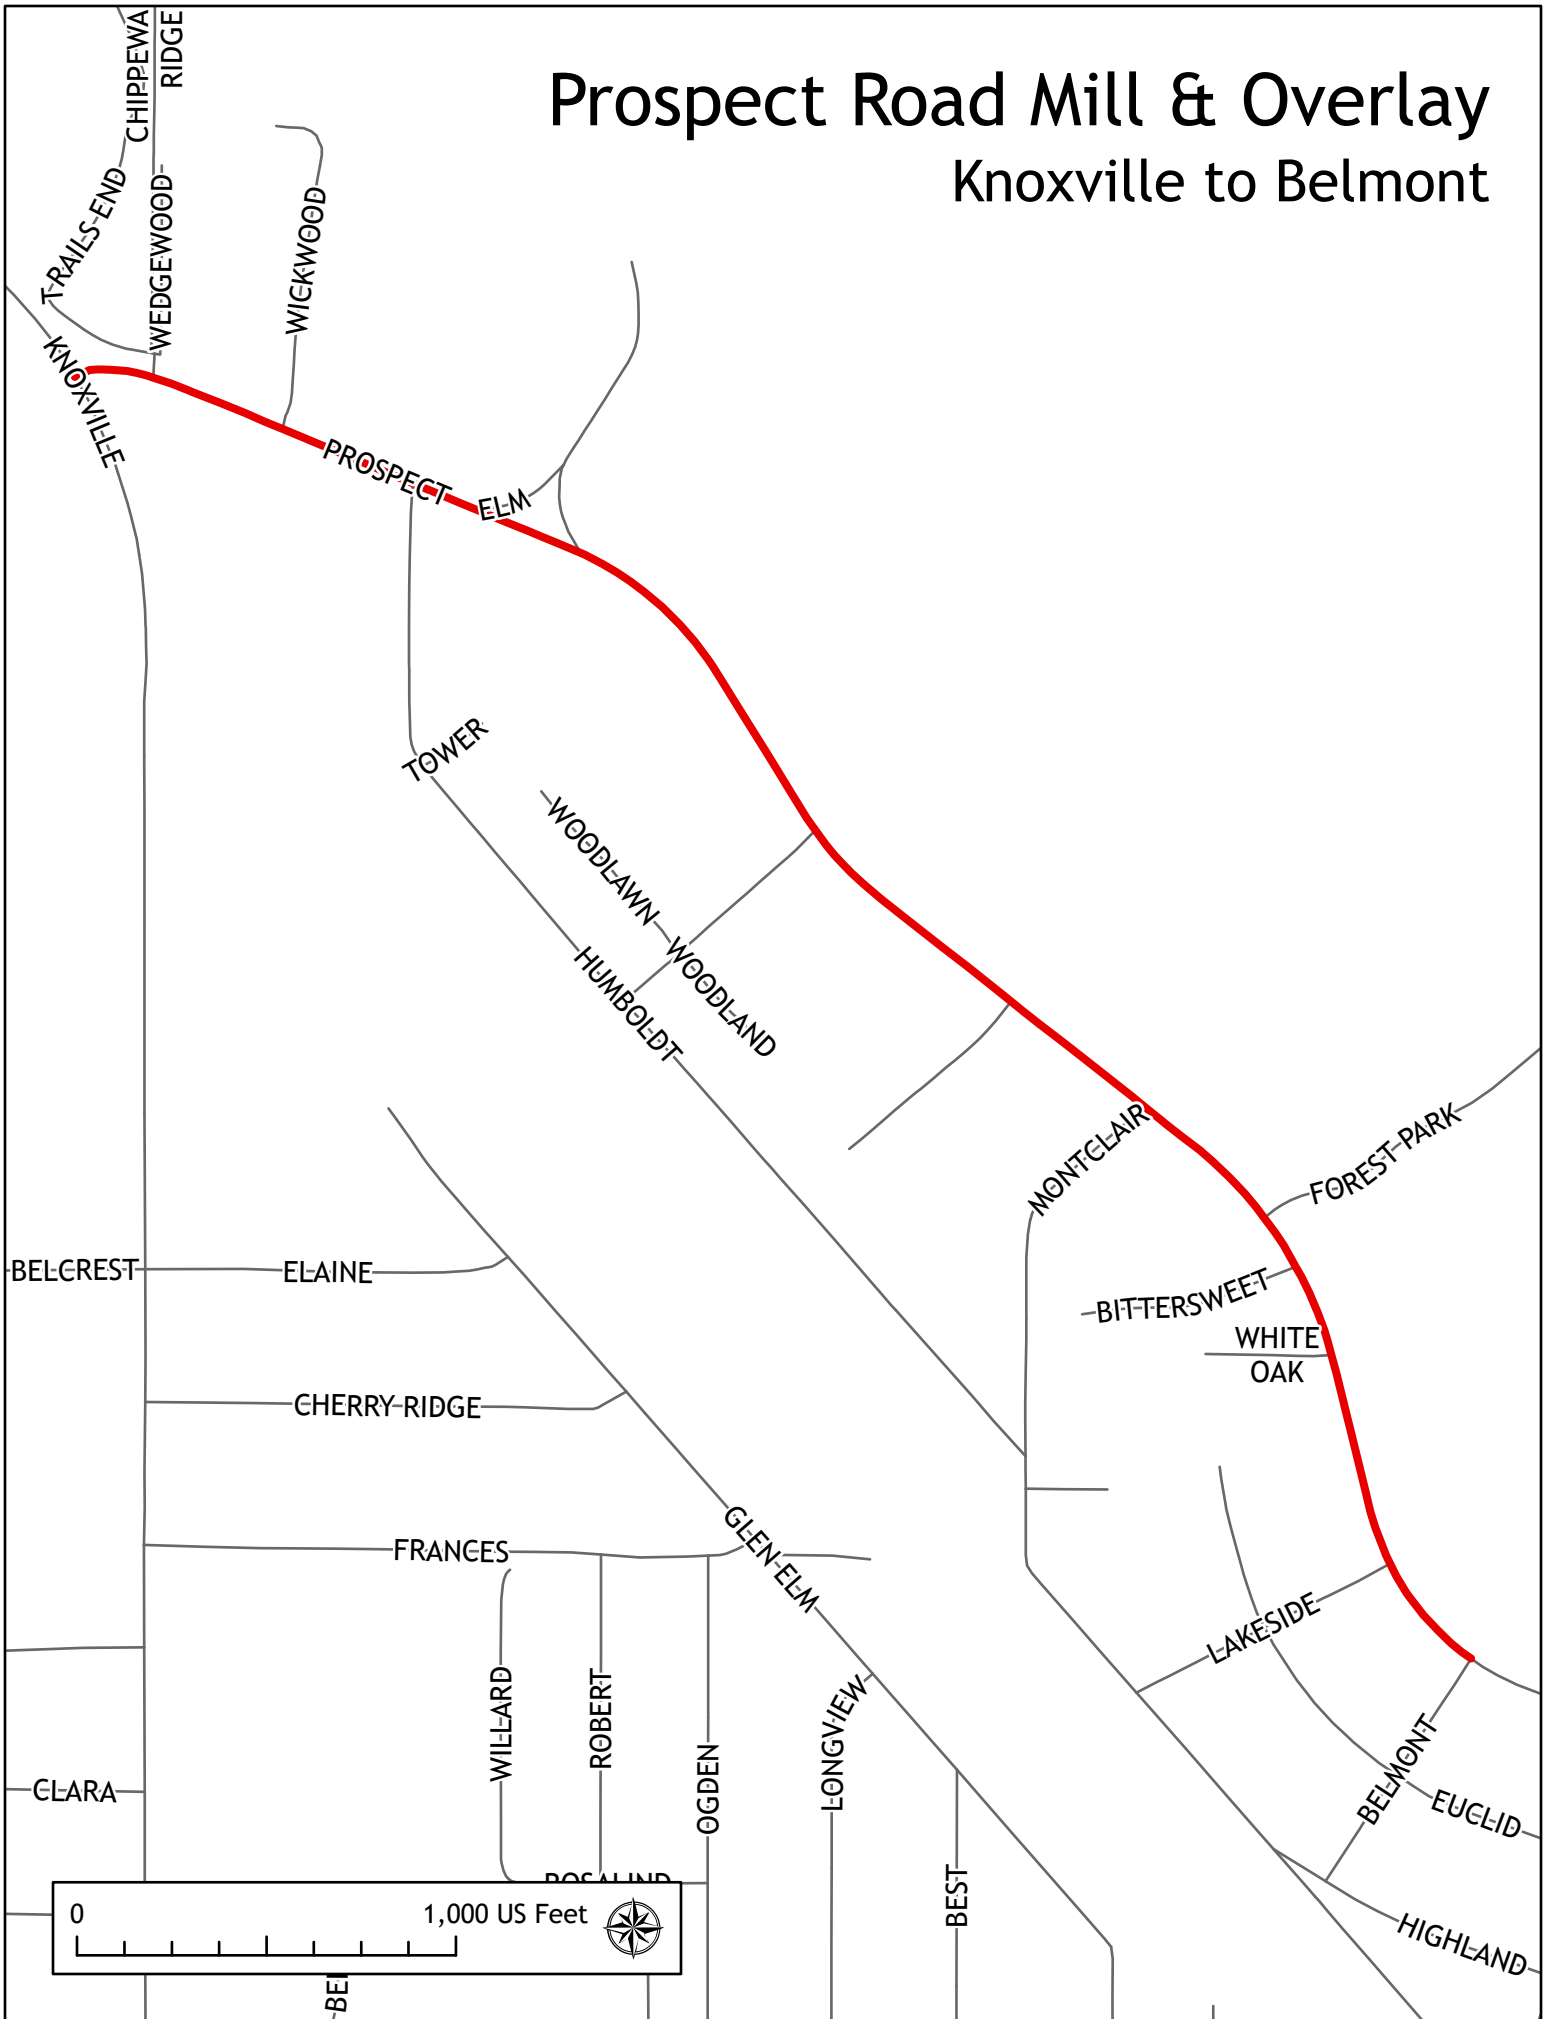 Prospect Road Mill & Overlay
Knoxville to Belmont
CHIPPEWA
RIDGE
TRAILS END
WEDGEWOOD
WICKWOOD
KNOXVILLE
PROSPECT
ELM
TOWER
WOODLAWN
WOODLAND
HUMBOLDT
MONTCLAIR
FOREST PARK
BELCREST
ELAINE
BITTERSWEET
WHITE
OAK
CHERRY RIDGE
FRANCES
GLEN ELM
LAKESIDE
WILLARD
ROBERT
OGDEN
LONGVIEW
BELMONT
CLARA
EUCLID
ROSALIND
BEST
HIGHLAND
0
1,000 US Feet